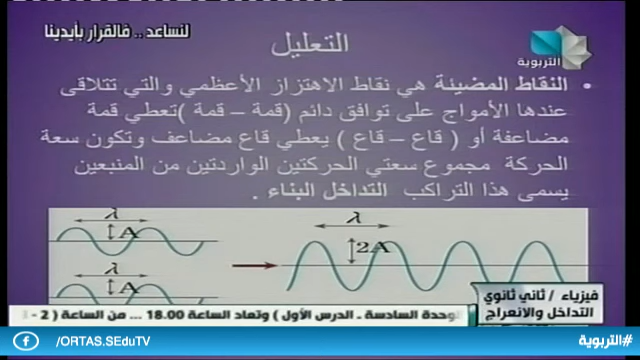 لنساعد .. فالقرار بأيدينا
التربوية
التعليل
• النقاط المضيئة هي نقاط الاهتزاز الأعظمي والتي تتلاقى
عندها الأمواج على توافق دائم (قمة – قمة )تعطي قمة
مضاعفة أو ( قاع – قاع ) يعطي قاع مضاعف وتكون سعة
الحركة مجموع سعتي الحركتين الواردتين من المنبعين
يسمى هذا التراكب التداخل البناء .
λ
A
λ
A
λ
2A
فيزياء / ثاني ثانوي
التداخل والانعراج
الوحدة السادسة ـ الدرس الأول ) وتعاد الساعة 18.00 ... من الساعة ( 2 -
/ORTAS.SEduTV
#التربوية